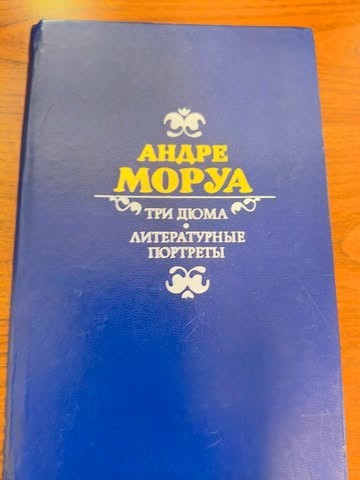 АНДРЕ
МОРУА
ТРИ ДЮМА
•
ЛИТЕРАТУРНЫЕ
ПОРТРЕТЫ